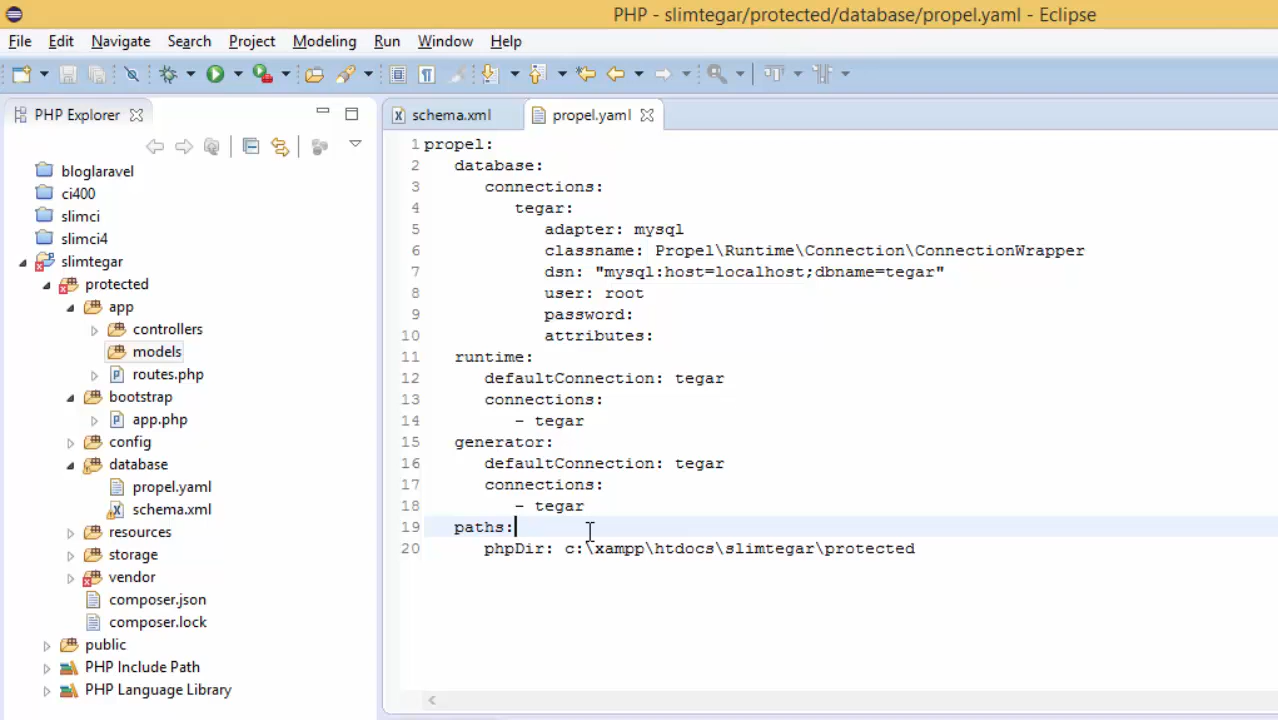 PHP - slimtegar/protected/database/propel.yaml - Eclipse
File Edit Navigate Search Project Modeling Run Window Help
PHP Explorer
bloglaravel
ci400
slimci
slimci4
slimtegar
protected
app
controllers
models
routes.php
bootstrap
app.php
config
database
propel.yaml
schema.xml
resources
storage
vendor
composer.json
composer.lock
public
PHP Include Path
PHP Language Library
schema.xml propel.yaml
1 propel:
2 database:
3 connections:
4 tegar:
5 adapter: mysql
6 classname: Propel\Runtime\Connection\ConnectionWrapper
7 dsn: "mysql:host=localhost;dbname=tegar"
8 user: root
9 password:
10 attributes:
11 runtime:
12 defaultConnection: tegar
13 connections:
14 - tegar
15 generator:
16 defaultConnection: tegar
17 connections:
18 - tegar
19 paths:
20 phpDir: c:\xampp\htdocs\slimtegar\protected